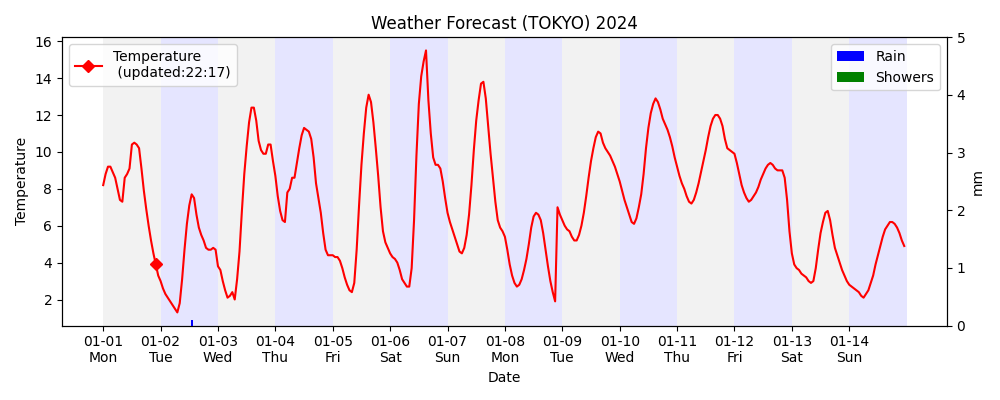 Weather Forecast (TOKYO) 2024
Temperature
(updated:22:17)
Rain
Showers
16
14
12
10
8
6
4
2
Temperature
5
4
3
2
1
0
mm
01-01 01-02 01-03 01-04 01-05 01-06 01-07 01-08 01-09 01-10 01-11 01-12 01-13 01-14
Mon Tue Wed Thu Fri Sat Sun Mon Tue Wed Thu Fri Sat Sun
Date